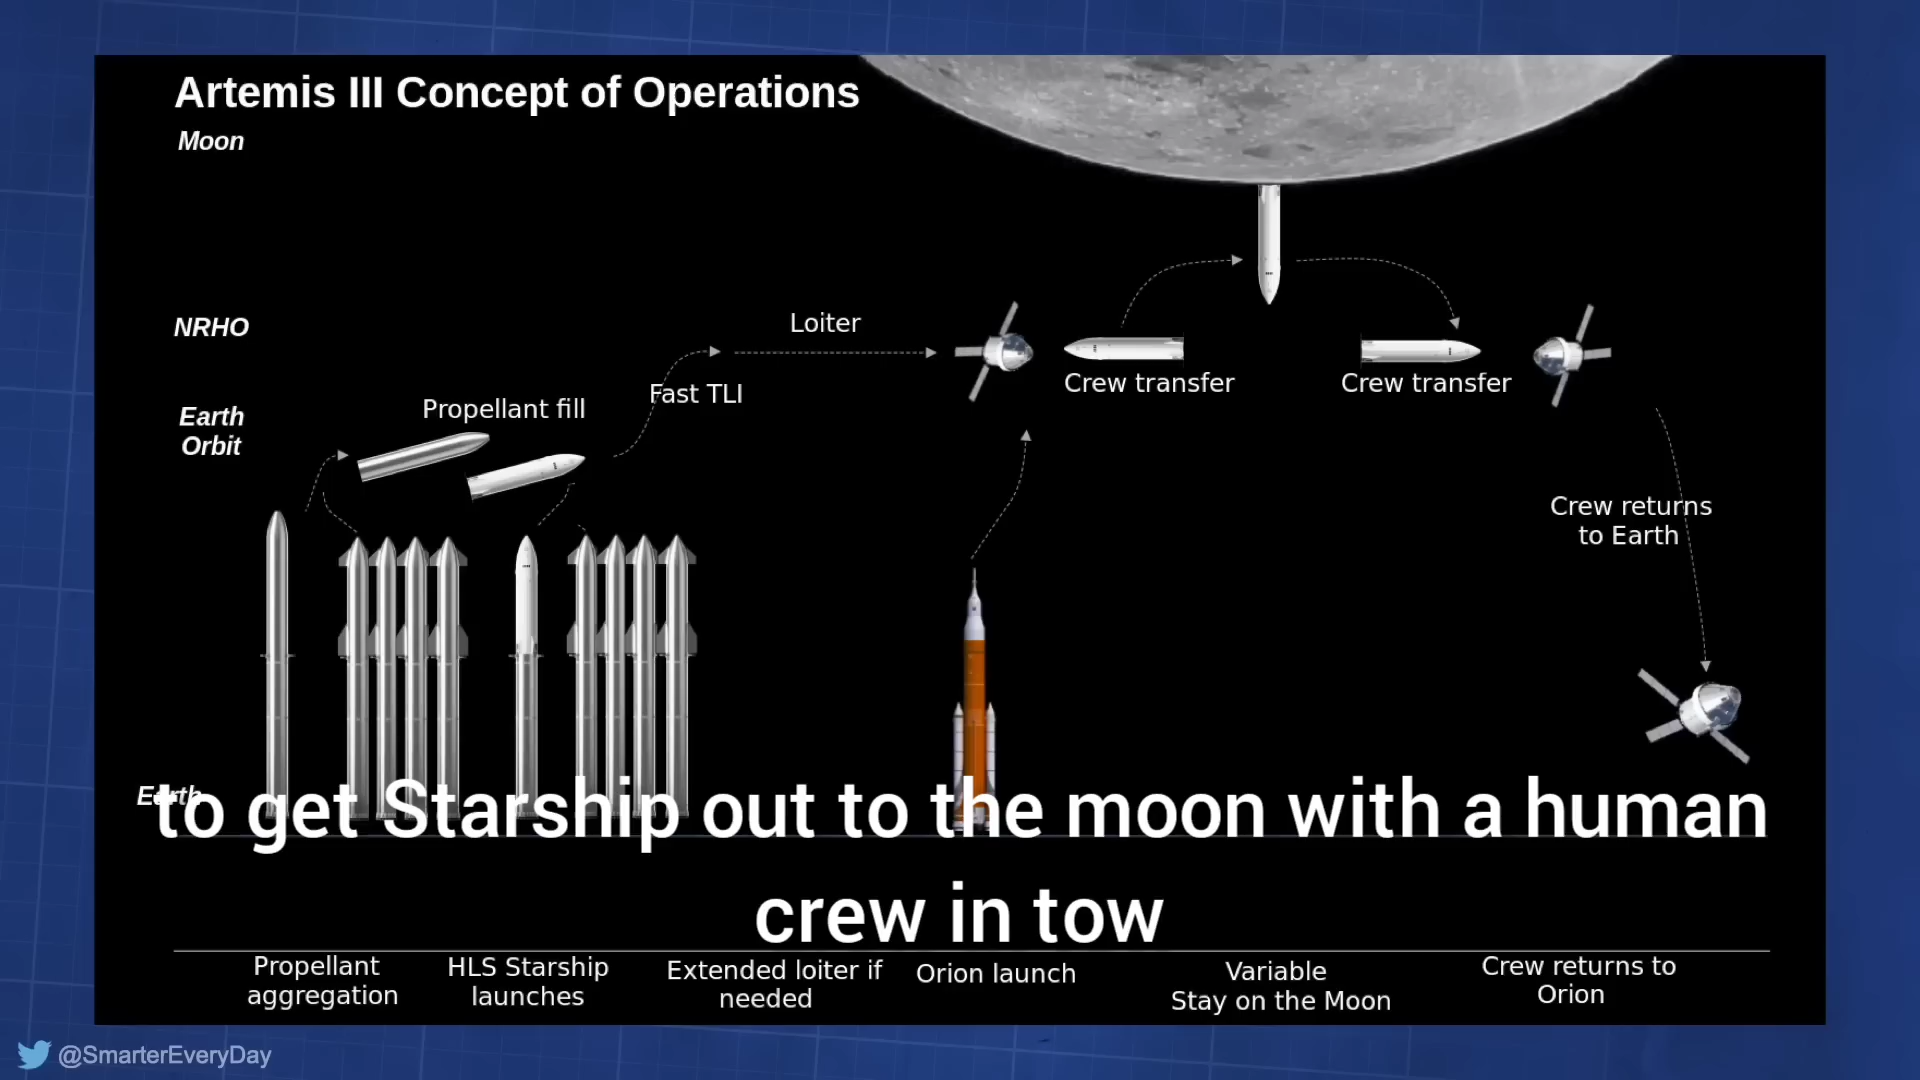 Artemis III Concept of Operations
Moon
NRHO
Loiter
Fast TLI
Crew transfer
Crew transfer
Earth
Orbit
Propellant fill
Crew returns
to Earth
Earth
to get Starship out to the moon with a human
crew in tow
Propellant
aggregation
HLS Starship
launches
Extended loiter if
needed
Orion launch
Variable
Stay on the Moon
Crew returns to
Orion
@SmarterEveryDay